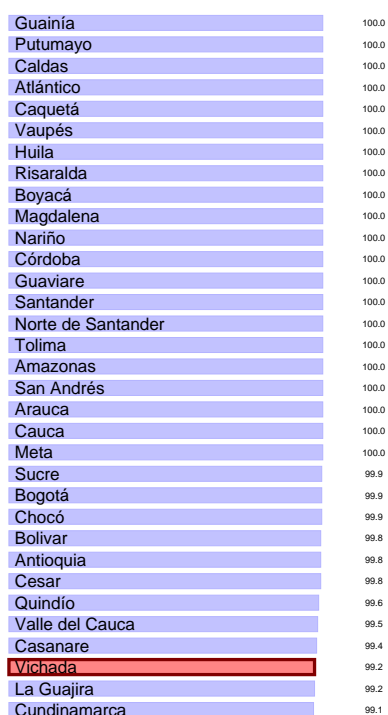 Guainía 100.0
Putumayo 100.0
Caldas 100.0
Atlántico 100.0
Caquetá 100.0
Vaupés 100.0
Huila 100.0
Risaralda 100.0
Boyacá 100.0
Magdalena 100.0
Nariño 100.0
Córdoba 100.0
Guaviare 100.0
Santander 100.0
Norte de Santander 100.0
Tolima 100.0
Amazonas 100.0
San Andrés 100.0
Arauca 100.0
Cauca 100.0
Meta 100.0
Sucre 99.9
Bogotá 99.9
Chocó 99.9
Bolivar 99.8
Antioquia 99.8
Cesar 99.8
Quindío 99.6
Valle del Cauca 99.5
Casanare 99.4
Vichada 99.2
La Guajira 99.2
Cundinamarca 99.1